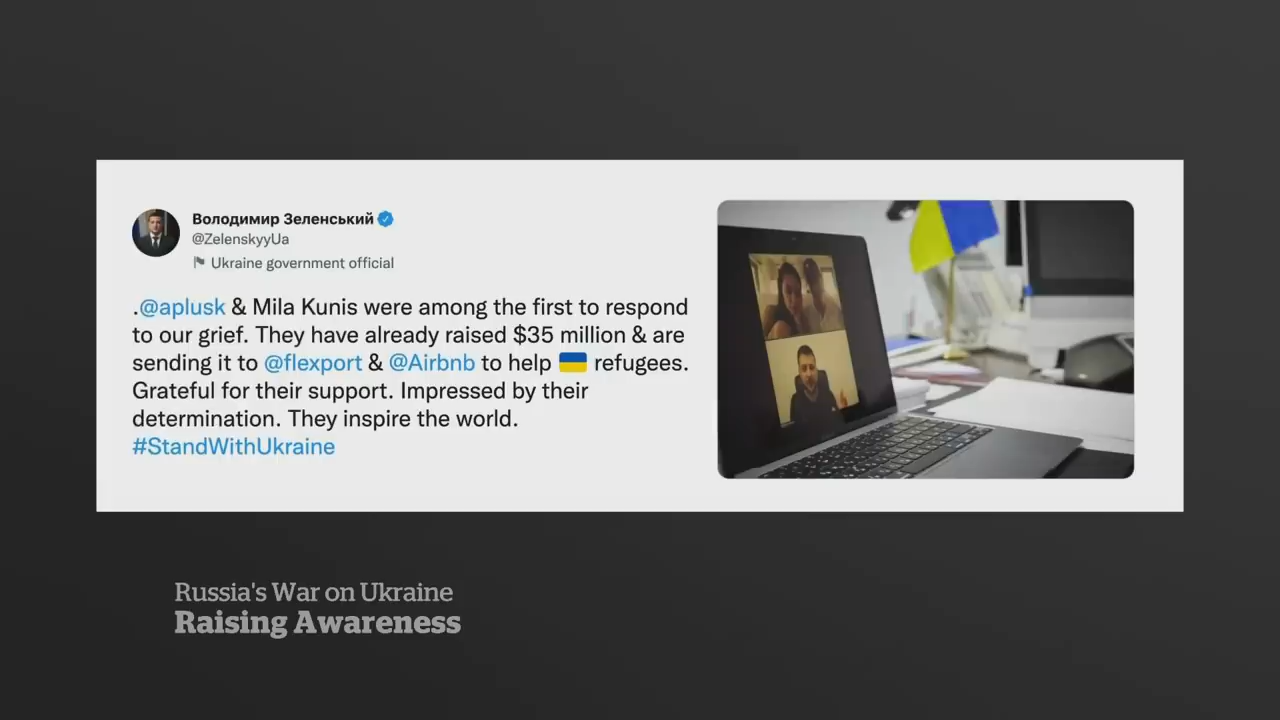 Володимир Зеленський
@ZelenskyyUa
Ukraine government official
.@aplusk & Mila Kunis were among the first to respond
to our grief. They have already raised $35 million & are
sending it to @flexport & @Airbnb to help 🇺🇦 refugees.
Grateful for their support. Impressed by their
determination. They inspire the world.
#StandWithUkraine
Russia's War on Ukraine
Raising Awareness